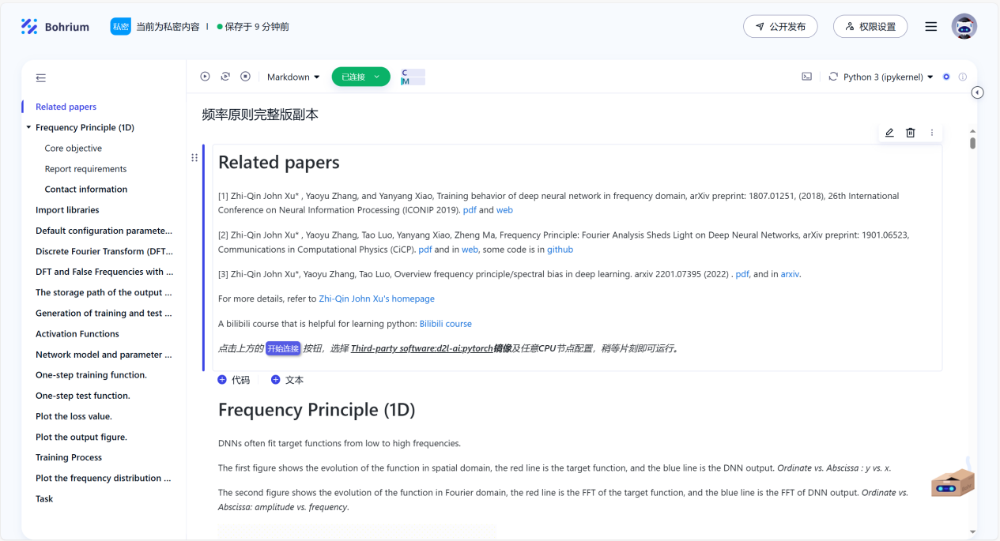 Bohrium
私密 当前为私密内容 | 保存于 9 分钟前
公开发布
权限设置
Markdown
已连接
C
M
Python 3 (ipykernel)
Related papers
Frequency Principle (1D)
Core objective
Report requirements
Contact information
Import libraries
Default configuration paramete...
Discrete Fourier Transform (DFT...
DFT and False Frequencies with ...
The storage path of the output ...
Generation of training and test ...
Activation Functions
Network model and parameter ...
One-step training function.
One-step test function.
Plot the loss value.
Plot the output figure.
Training Process
Plot the frequency distribution ...
Task
频率原则完整版副本
Related papers
[1] Zhi-Qin John Xu* , Yaoyu Zhang, and Yanyang Xiao, Training behavior of deep neural network in frequency domain, arXiv preprint: 1807.01251, (2018), 26th International
Conference on Neural Information Processing (ICONIP 2019). pdf and web
[2] Zhi-Qin John Xu* , Yaoyu Zhang, Tao Luo, Yanyang Xiao, Zheng Ma, Frequency Principle: Fourier Analysis Sheds Light on Deep Neural Networks, arXiv preprint: 1901.06523,
Communications in Computational Physics (CiCP). pdf and in web, some code is in github
[3] Zhi-Qin John Xu*, Yaoyu Zhang, Tao Luo, Overview frequency principle/spectral bias in deep learning. arxiv 2201.07395 (2022) . pdf, and in arxiv.
For more details, refer to Zhi-Qin John Xu's homepage
A bilibili course that is helpful for learning python: Bilibili course
点击上方的 开始连接 按钮，选择 Third-party software:d2l-ai:pytorch镜像及任意CPU节点配置，稍等片刻即可运行。
代码
文本
Frequency Principle (1D)
DNNs often fit target functions from low to high frequencies.
The first figure shows the evolution of the function in spatial domain, the red line is the target function, and the blue line is the DNN output. Ordinate vs. Abscissa : y vs. x.
The second figure shows the evolution of the function in Fourier domain, the red line is the FFT of the target function, and the blue line is the FFT of DNN output. Ordinate vs.
Abscissa: amplitude vs. frequency.